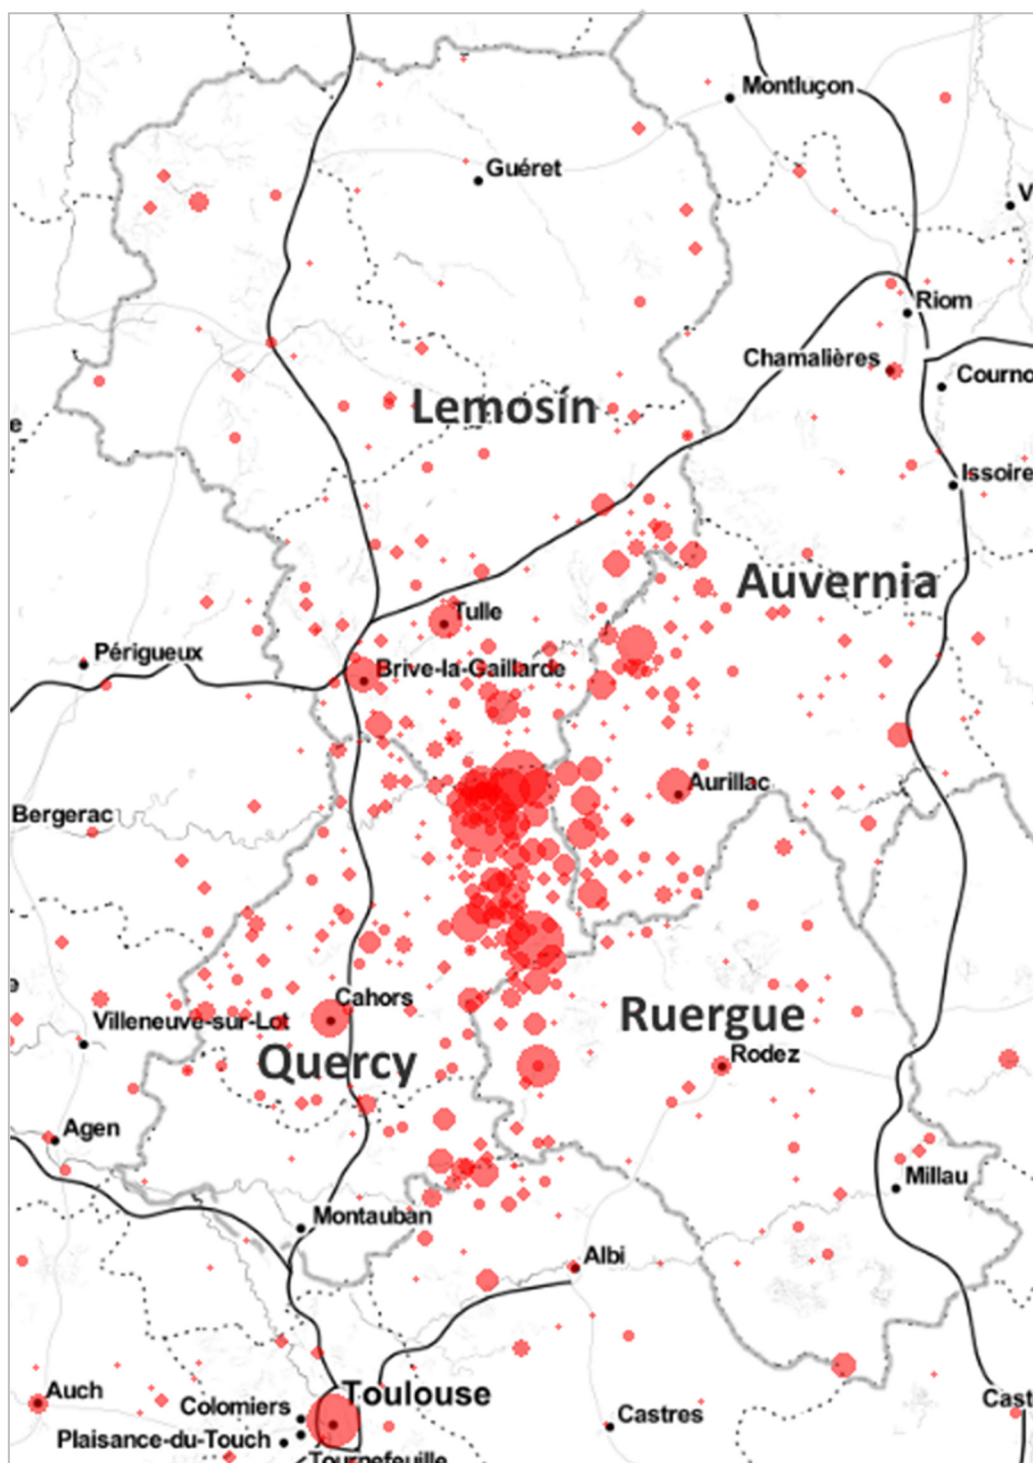 Montluçon
Guéret
V
Riom
Chamalières
Courno
Lemosín
e
Issoire
Auvernia
Tulle
Périgueux
Brive-la-Gaillarde
Aurillac
Bergerac
e
Cahors
Villeneuve-sur-Lot
Ruergue
Quercy
Rodez
Agen
Millau
Montauban
Albi
Auch
Toulouse
Cast
Colomiers
Castres
Plaisance-du-Touch
Tournefeuille